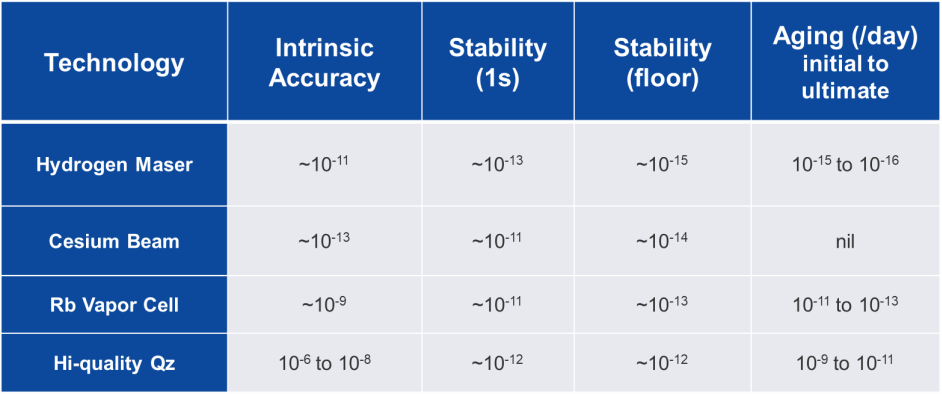 Technology
Intrinsic
Accuracy
Stability
(1s)
Stability
(floor)
Aging (/day)
initial to
ultimate
Hydrogen Maser
~10⁻¹¹
~10⁻¹³
~10⁻¹⁵
10⁻¹⁵ to 10⁻¹⁶
Cesium Beam
~10⁻¹³
~10⁻¹¹
~10⁻¹⁴
nil
Rb Vapor Cell
~10⁻⁹
~10⁻¹¹
~10⁻¹³
10⁻¹¹ to 10⁻¹³
Hi-quality Qz
10⁻⁶ to 10⁻⁸
~10⁻¹²
~10⁻¹²
10⁻⁹ to 10⁻¹¹